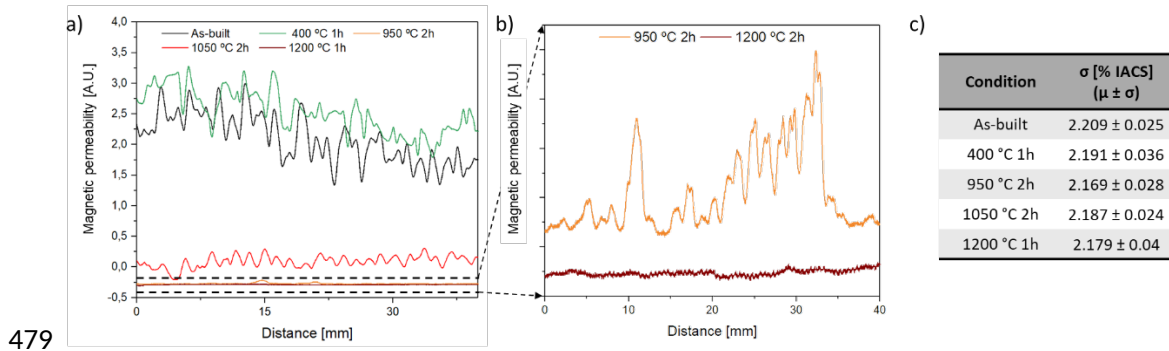 a)
4,0
3,5
3,0
2,5
2,0
1,5
1,0
0,5
0,0
-0,5
Magnetic permeability [A.U.]
As-built
400 ºC 1h
950 ºC 2h
1050 ºC 2h
1200 ºC 1h
0
15
30
Distance [mm]
b)
Magnetic permeability [A.U.]
950 ºC 2h
1200 ºC 2h
0
10
20
30
40
Distance [mm]
c)
Condition σ [% IACS] (μ ± σ)
As-built 2.209 ± 0.025
400 °C 1h 2.191 ± 0.036
950 °C 2h 2.169 ± 0.028
1050 °C 2h 2.187 ± 0.024
1200 °C 1h 2.179 ± 0.04
479